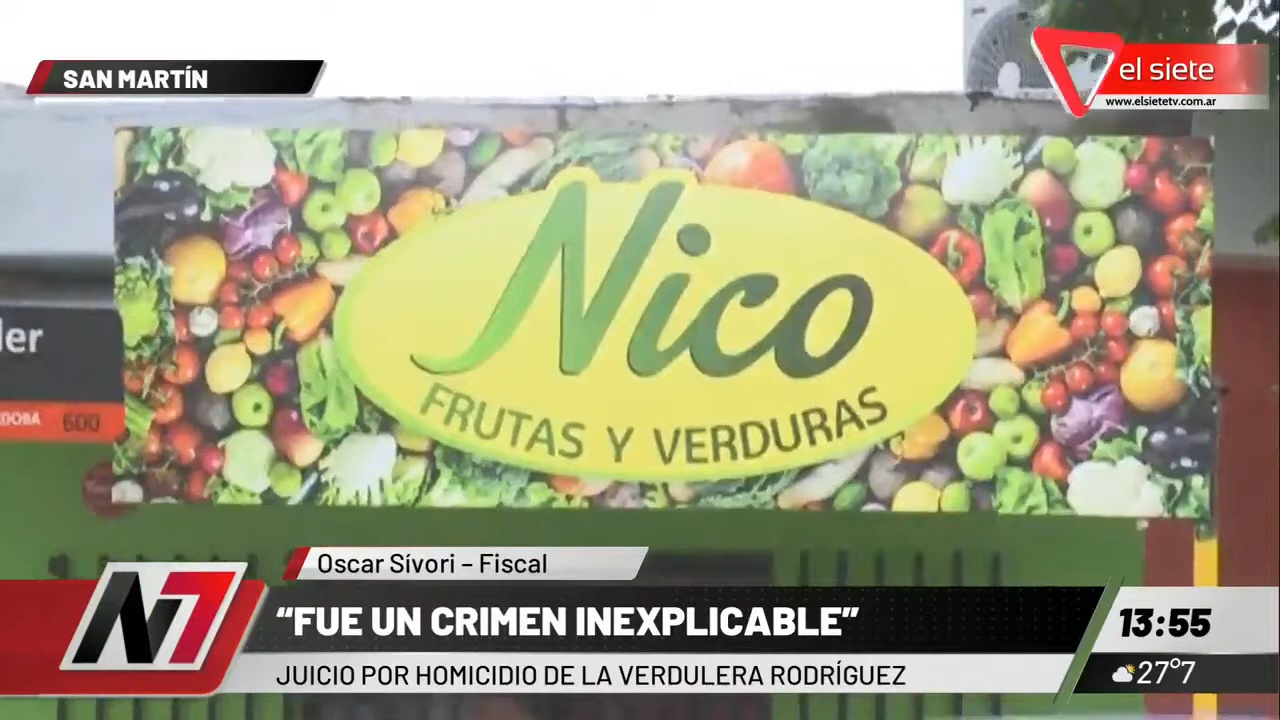 SAN MARTÍN
el siete
www.elsietetv.com.ar
Nico
FRUTAS Y VERDURAS
600
Oscar Sívori – Fiscal
N7
“FUE UN CRIMEN INEXPLICABLE”
13:55
JUICIO POR HOMICIDIO DE LA VERDULERA RODRÍGUEZ
27°7